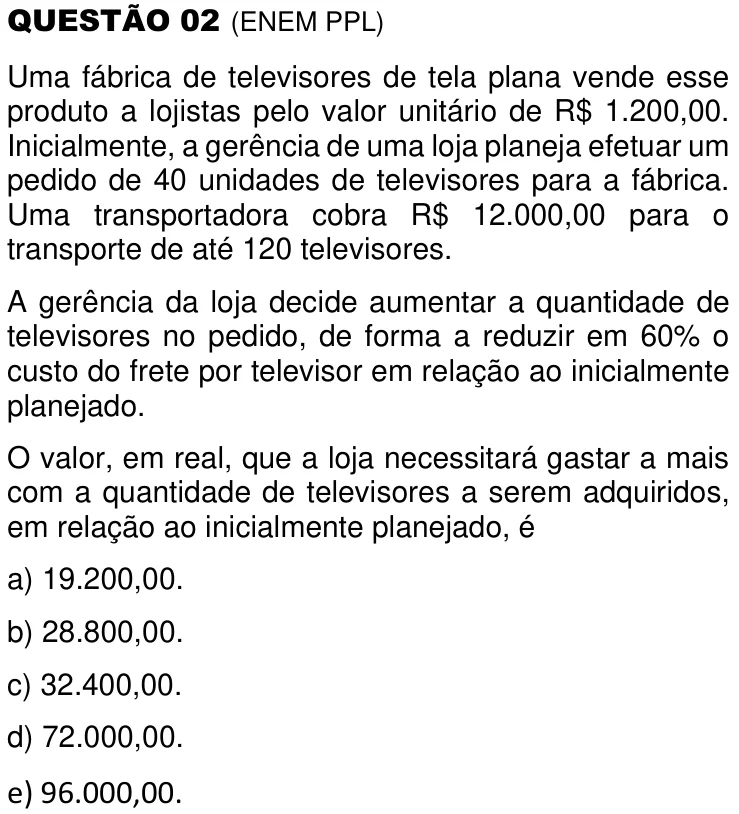 QUESTÃO 02 (ENEM PPL)
Uma fábrica de televisores de tela plana vende esse
produto a lojistas pelo valor unitário de R$ 1.200,00.
Inicialmente, a gerência de uma loja planeja efetuar um
pedido de 40 unidades de televisores para a fábrica.
Uma transportadora cobra R$ 12.000,00 para o
transporte de até 120 televisores.
A gerência da loja decide aumentar a quantidade de
televisores no pedido, de forma a reduzir em 60% o
custo do frete por televisor em relação ao inicialmente
planejado.
O valor, em real, que a loja necessitará gastar a mais
com a quantidade de televisores a serem adquiridos,
em relação ao inicialmente planejado, é
a) 19.200,00.
b) 28.800,00.
c) 32.400,00.
d) 72.000,00.
e) 96.000,00.